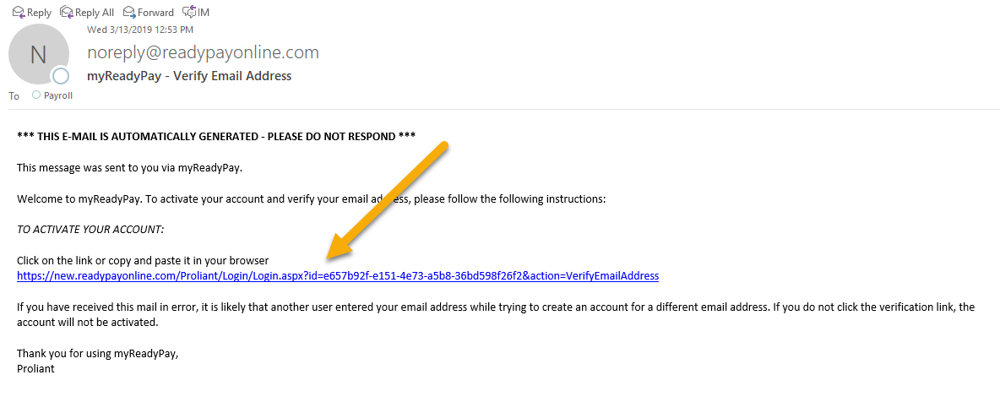 Reply Reply All Forward IM
Wed 3/13/2019 12:53 PM
N
noreply@readypayonline.com
myReadyPay - Verify Email Address
To Payroll
*** THIS E-MAIL IS AUTOMATICALLY GENERATED - PLEASE DO NOT RESPOND ***
This message was sent to you via myReadyPay.
Welcome to myReadyPay. To activate your account and verify your email address, please follow the following instructions:
TO ACTIVATE YOUR ACCOUNT:
Click on the link or copy and paste it in your browser
https://new.readypayonline.com/Proliant/Login/Login.aspx?id=e657b92f-e151-4e73-a5b8-36bd598f26f2&action=VerifyEmailAddress
If you have received this mail in error, it is likely that another user entered your email address while trying to create an account for a different email address. If you do not click the verification link, the
account will not be activated.
Thank you for using myReadyPay,
Proliant